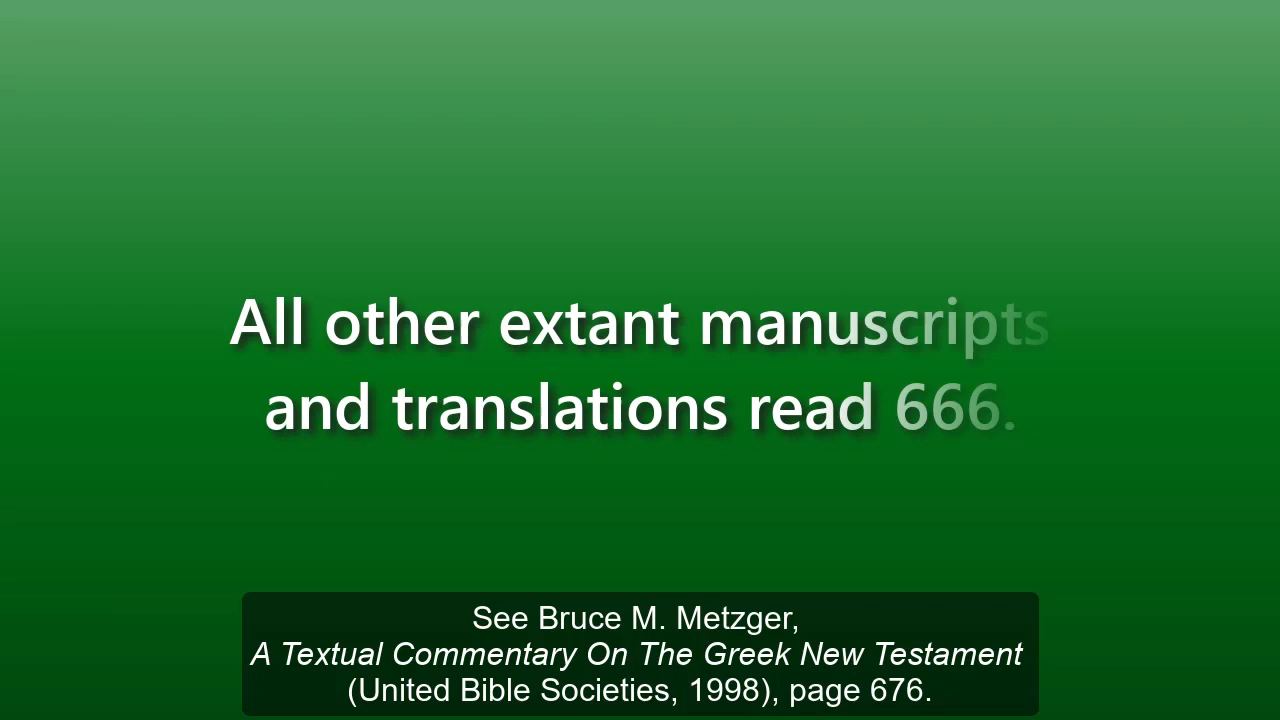 All other extant manuscripts
and translations read 666.
See Bruce M. Metzger,
A Textual Commentary On The Greek New Testament
(United Bible Societies, 1998), page 676.